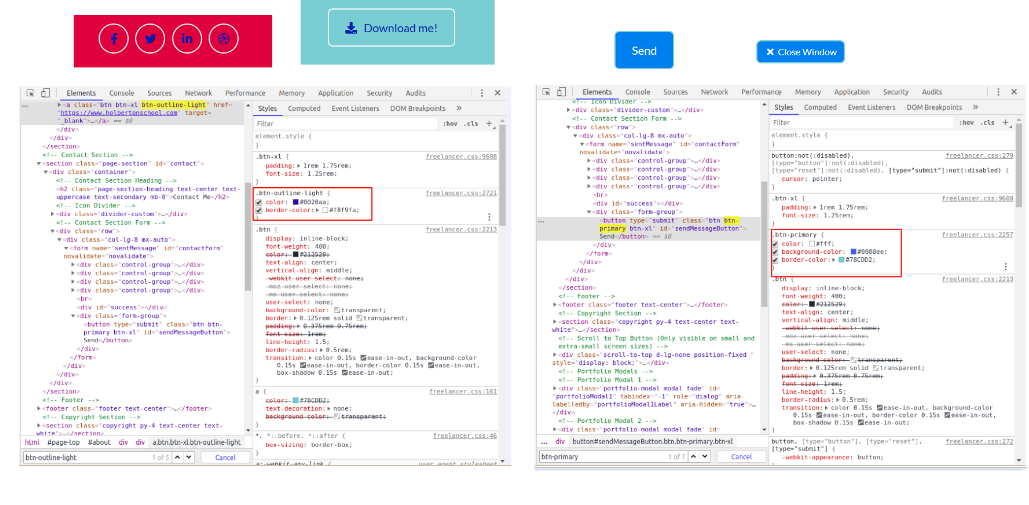 Download me!
Send
Close Window
Elements Console Sources Network Performance Memory Application Security Audits
<a class="btn btn-xl btn-outline-light" href=
"https://www.holbertonschool.com" target=
"_blank">…</a> == $0
</div>
</div>
</section>
<!-- Contact Section -->
<section class="page-section" id="contact">
<div class="container">
<!-- Contact Section Heading -->
<h2 class="page-section-heading text-center text-
uppercase text-secondary mb-0">Contact Me</h2>
<!-- Icon Divider -->
<div class="divider-custom">…</div>
<!-- Contact Section Form -->
<div class="row">
<div class="col-lg-8 mx-auto">
<form name="sentMessage" id="contactForm"
novalidate="novalidate">
<div class="control-group">…</div>
<div class="control-group">…</div>
<div class="control-group">…</div>
<div class="control-group">…</div>
<br>
<div id="success"></div>
<div class="form-group">
<button type="submit" class="btn btn-
primary btn-xl" id="sendMessageButton">
Send</button>
</div>
</form>
</div>
</div>
</div>
</section>
<!-- Footer -->
<footer class="footer text-center">…</footer>
<!-- Copyright Section -->
<section class="copyright py-4 text-center text-
white">…</section>
html #page-top #about div div a.btn.btn-xl.btn-outline-light
btn-outline-light 1 of 5 Cancel
Styles Computed Event Listeners DOM Breakpoints »
Filter :hov .cls +
element.style {
}
.btn-xl { freelancer.css:9608
padding: 1rem 1.75rem;
font-size: 1.25rem;
}
.btn-outline-light { freelancer.css:2721
color: #0020aa;
border-color: #f8f9fa;
}
.btn { freelancer.css:2213
display: inline-block;
font-weight: 400;
color: #212529;
text-align: center;
vertical-align: middle;
-webkit-user-select: none;
-moz-user-select: none;
-ms-user-select: none;
user-select: none;
background-color: transparent;
border: 0.125rem solid transparent;
padding: 0.375rem 0.75rem;
font-size: 1rem;
line-height: 1.5;
border-radius: 0.5rem;
transition: color 0.15s ease-in-out, background-color
0.15s ease-in-out, border-color 0.15s ease-in-out,
box-shadow 0.15s ease-in-out;
}
a { freelancer.css:161
color: #78CDD2;
text-decoration: none;
background-color: transparent;
}
*, *::before, *::after { freelancer.css:46
box-sizing: border-box;
}
a:-webkit-any-link { user agent stylesheet
Elements Console Sources Network Performance Memory Application Security Audits
<!-- Icon Divider -->
<div class="divider-custom">…</div>
<!-- Contact Section Form -->
<div class="row">
<div class="col-lg-8 mx-auto">
<form name="sentMessage" id="contactForm"
novalidate="novalidate">
<div class="control-group">…</div>
<div class="control-group">…</div>
<div class="control-group">…</div>
<div class="control-group">…</div>
<br>
<div id="success"></div>
<div class="form-group">
<button type="submit" class="btn btn-
primary btn-xl" id="sendMessageButton">
Send</button> == $0
</div>
</form>
</div>
</div>
</div>
</section>
<!-- Footer -->
<footer class="footer text-center">…</footer>
<!-- Copyright Section -->
<section class="copyright py-4 text-center text-
white">…</section>
<!-- Scroll to Top Button (Only visible on small and
extra-small screen sizes) -->
<div class="scroll-to-top d-lg-none position-fixed "
style="display: block;">…</div>
<!-- Portfolio Modals -->
<!-- Portfolio Modal 1 -->
<div class="portfolio-modal modal fade" id=
"portfolioModal1" tabindex="-1" role="dialog" aria-
labelledby="portfolioModal1Label" aria-hidden="true">…
</div>
<!-- Portfolio Modal 2 -->
<div class="portfolio-modal modal fade" id=
... div button#sendMessageButton.btn.btn-primary.btn-xl
btn-primary 1 of 7 Cancel
Styles Computed Event Listeners DOM Breakpoints »
Filter :hov .cls +
element.style {
}
button:not(:disabled), freelancer.css:279
[type="button"]:not(:disabled),
[type="reset"]:not(:disabled), [type="submit"]:not(:disabled) {
cursor: pointer;
}
.btn-xl { freelancer.css:9608
padding: 1rem 1.75rem;
font-size: 1.25rem;
}
.btn-primary { freelancer.css:2257
color: #fff;
background-color: #0000ee;
border-color: #78CDD2;
}
.btn { freelancer.css:2213
display: inline-block;
font-weight: 400;
color: #212529;
text-align: center;
vertical-align: middle;
-webkit-user-select: none;
-moz-user-select: none;
-ms-user-select: none;
user-select: none;
background-color: transparent;
border: 0.125rem solid transparent;
padding: 0.375rem 0.75rem;
font-size: 1rem;
line-height: 1.5;
border-radius: 0.5rem;
transition: color 0.15s ease-in-out, background-color
0.15s ease-in-out, border-color 0.15s ease-in-out,
box-shadow 0.15s ease-in-out;
}
button, [type="button"], [type="reset"], freelancer.css:272
[type="submit"] {
-webkit-appearance: button;